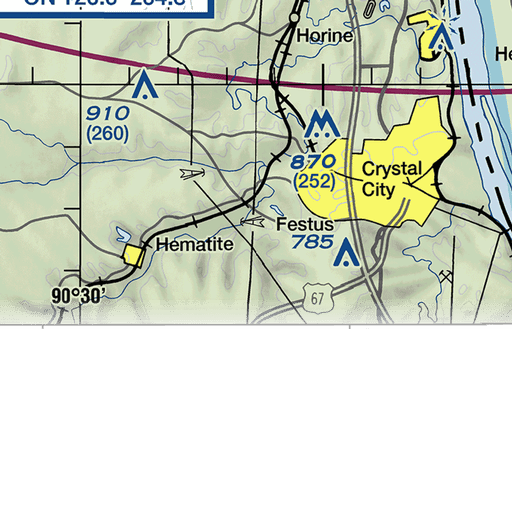 Horine
910
(260)
870
(252)
Crystal
City
Festus
785
Hematite
90°30'
67